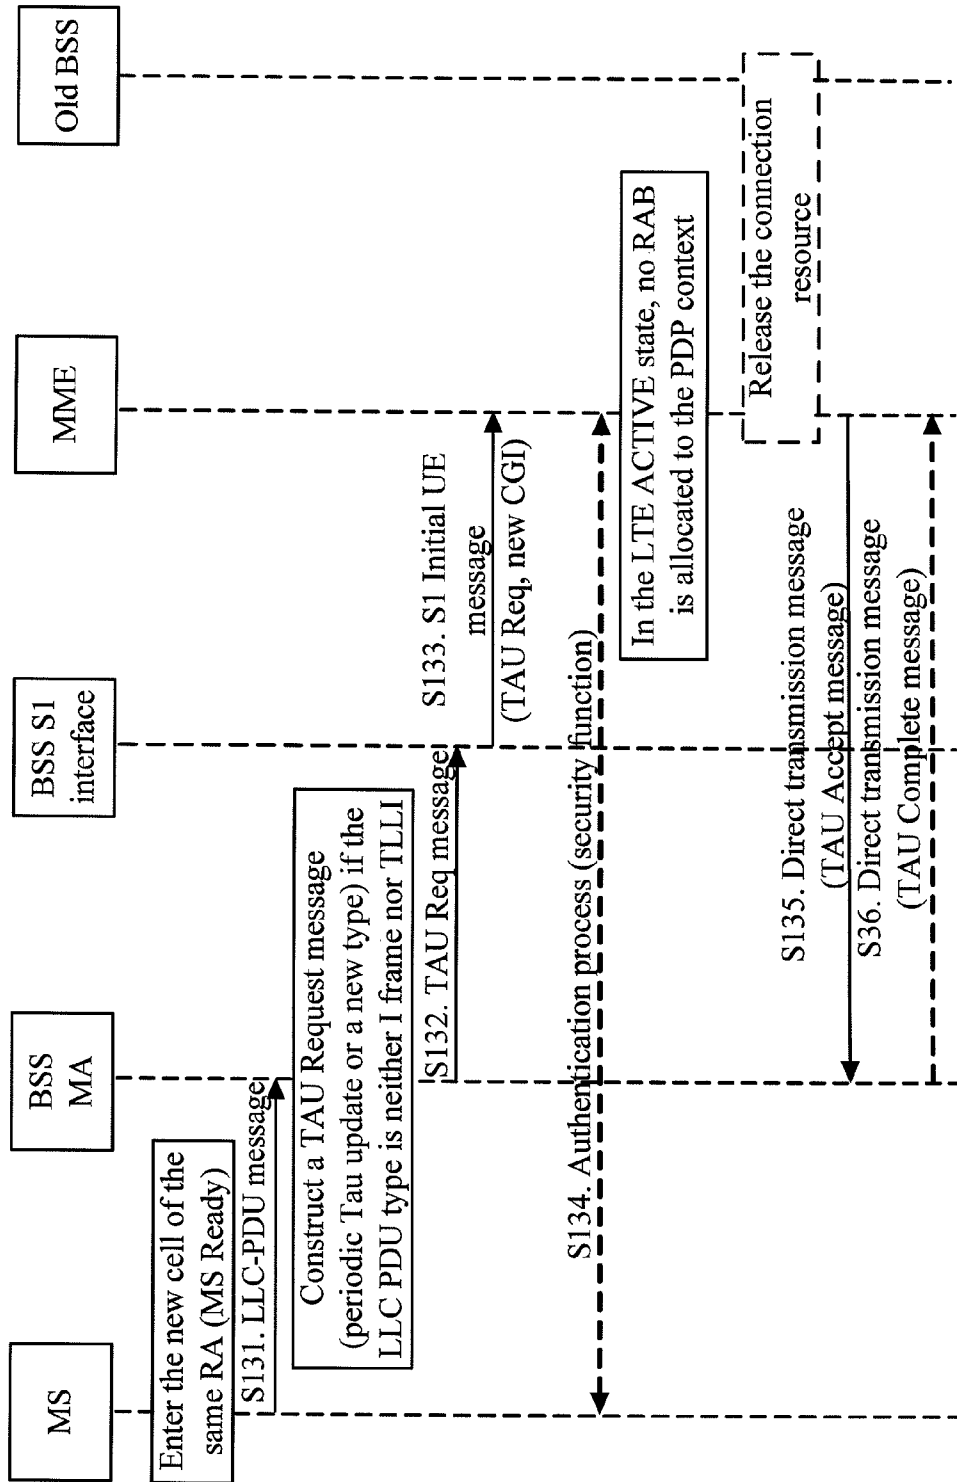 MS
BSS
MA
BSS S1
interface
MME
Old BSS
Enter the new cell of the
same RA (MS Ready)
S131. LLC-PDU message
Construct a TAU Request message
(periodic Tau update or a new type) if the
LLC PDU type is neither I frame nor TLLI
S132. TAU Req message
S133. S1 Initial UE
message
(TAU Req, new CGI)
S134. Authentication process (security function)
In the LTE ACTIVE state, no RAB
is allocated to the PDP context
Release the connection
resource
S135. Direct transmission message
(TAU Accept message)
S36. Direct transmission message
(TAU Complete message)